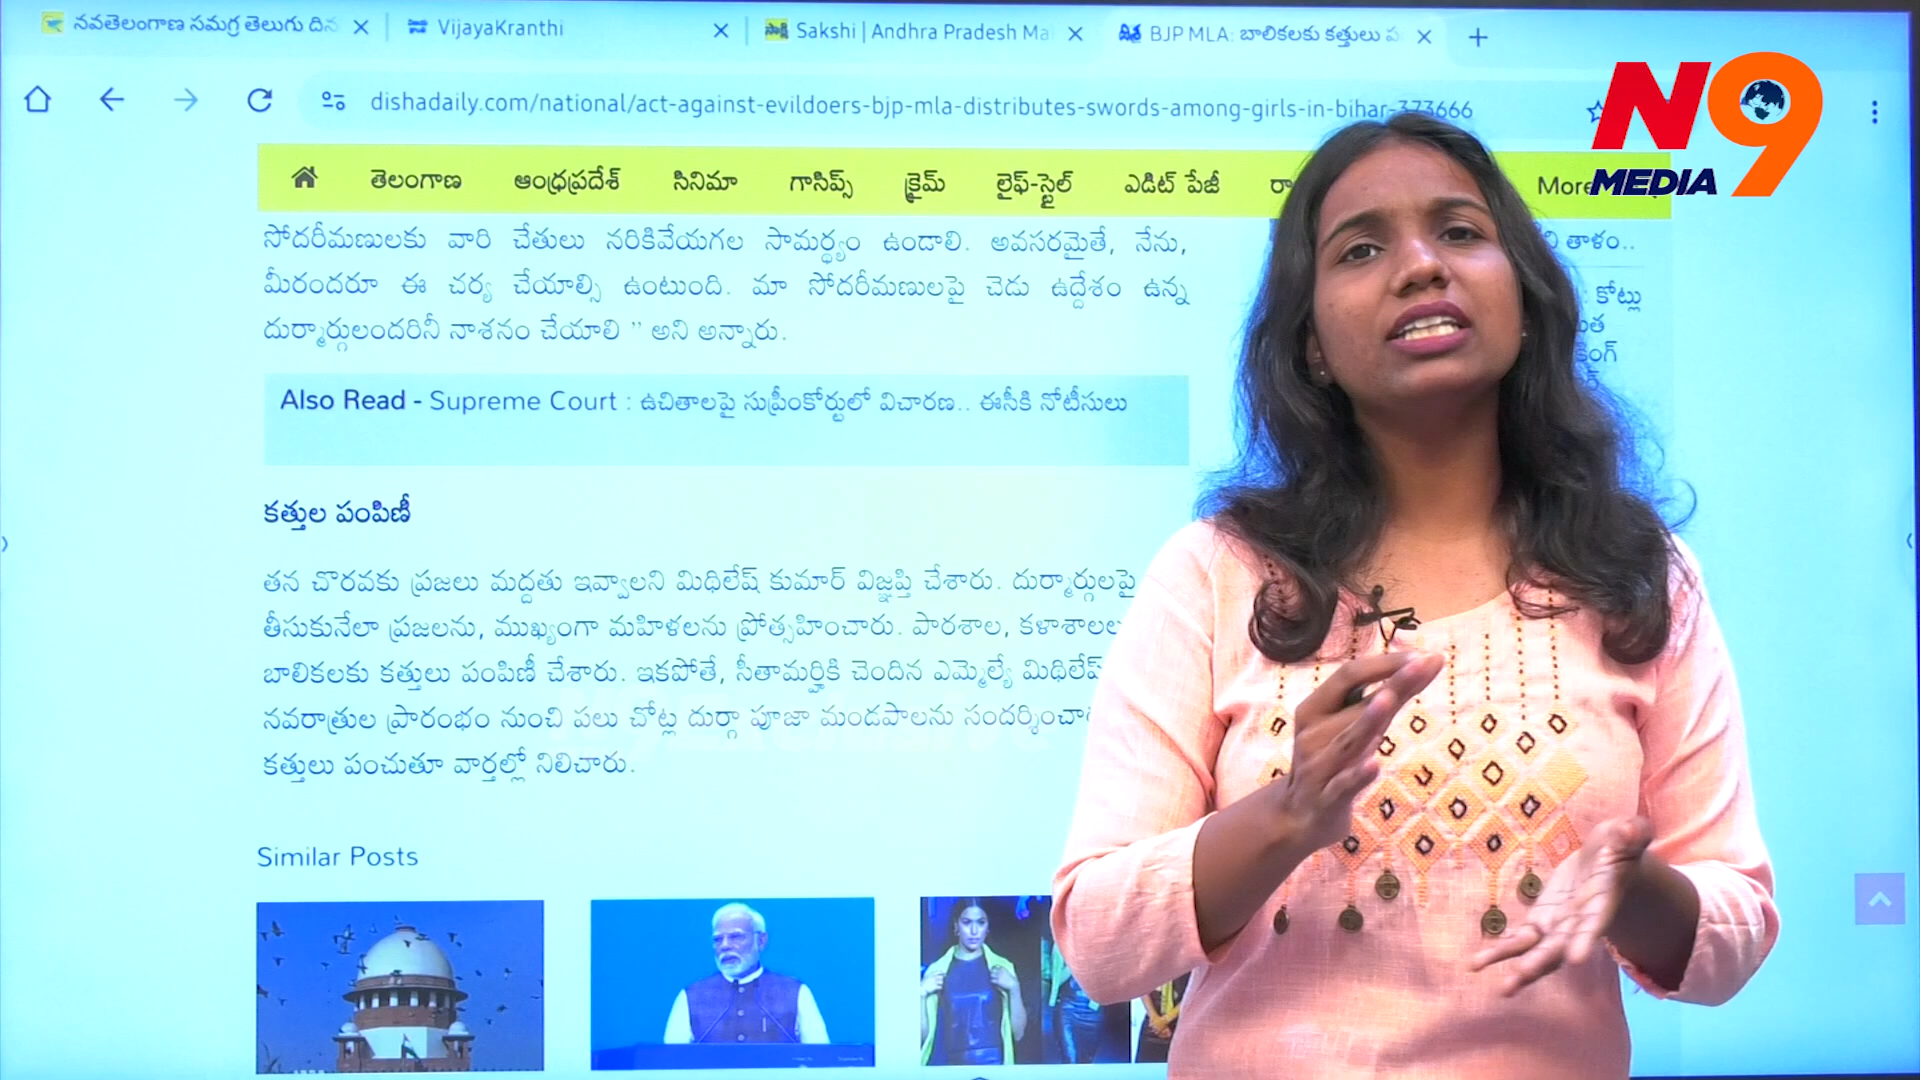 నవతెలంగాణ సమగ్ర తెలుగు దిన
VijayaKranthi
Sakshi | Andhra Pradesh Ma
BJP MLA: బాలికలకు కత్తులు ప
dishadaily.com/national/act-against-evildoers-bjp-mla-distributes-swords-among-girls-in-bihar-373666
N9
MEDIA
తెలంగాణ ఆంధ్రప్రదేశ్ సినిమా గాసిప్స్ క్రైమ్ లైఫ్-స్టైల్ ఎడిట్ పేజీ రా More
సోదరీమణులకు వారి చేతులు నరికివేయగల సామర్థ్యం ఉండాలి. అవసరమైతే, నేను,
మీరందరూ ఈ చర్య చేయాల్సి ఉంటుంది. మా సోదరీమణులపై చెడు ఉద్దేశం ఉన్న
దుర్మార్గులందరినీ నాశనం చేయాలి ” అని అన్నారు.
తాళం..
కోట్లు
Also Read - Supreme Court : ఉచితాలపై సుప్రీంకోర్టులో విచారణ.. ఈసీకి నోటీసులు
కత్తుల పంపిణీ
తన చొరవకు ప్రజలు మద్దతు ఇవ్వాలని మిథిలేష్ కుమార్ విజ్ఞప్తి చేశారు. దుర్మార్గులపై
తీసుకునేలా ప్రజలను, ముఖ్యంగా మహిళలను ప్రోత్సహించారు. పాఠశాల, కళాశాలల
బాలికలకు కత్తులు పంపిణీ చేశారు. ఇకపోతే, సీతామర్హికి చెందిన ఎమ్మెల్యే మిథిలేష్
నవరాత్రుల ప్రారంభం నుంచి పలు చోట్ల దుర్గా పూజా మండపాలను సందర్శించా
కత్తులు పంచుతూ వార్తల్లో నిలిచారు.
Similar Posts